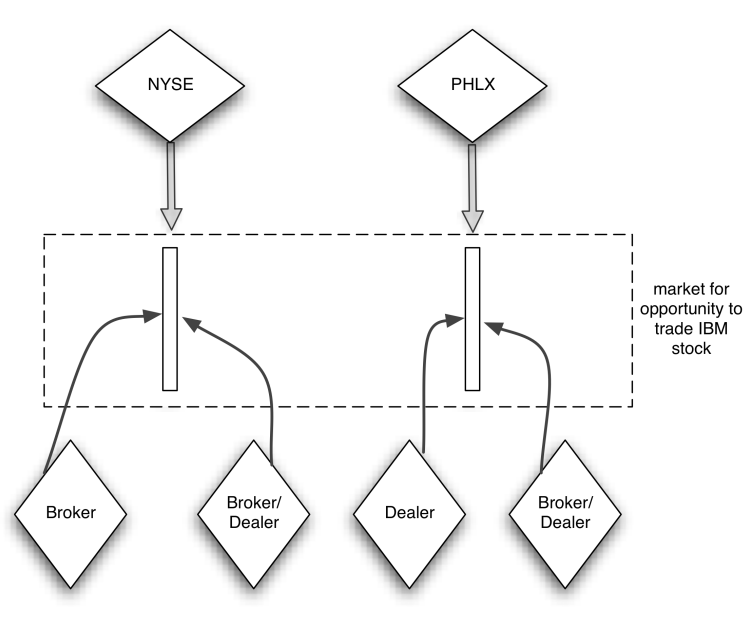 NYSE
PHLX
market for
opportunity to
trade IBM
stock
Broker
Broker/
Dealer
Dealer
Broker/
Dealer